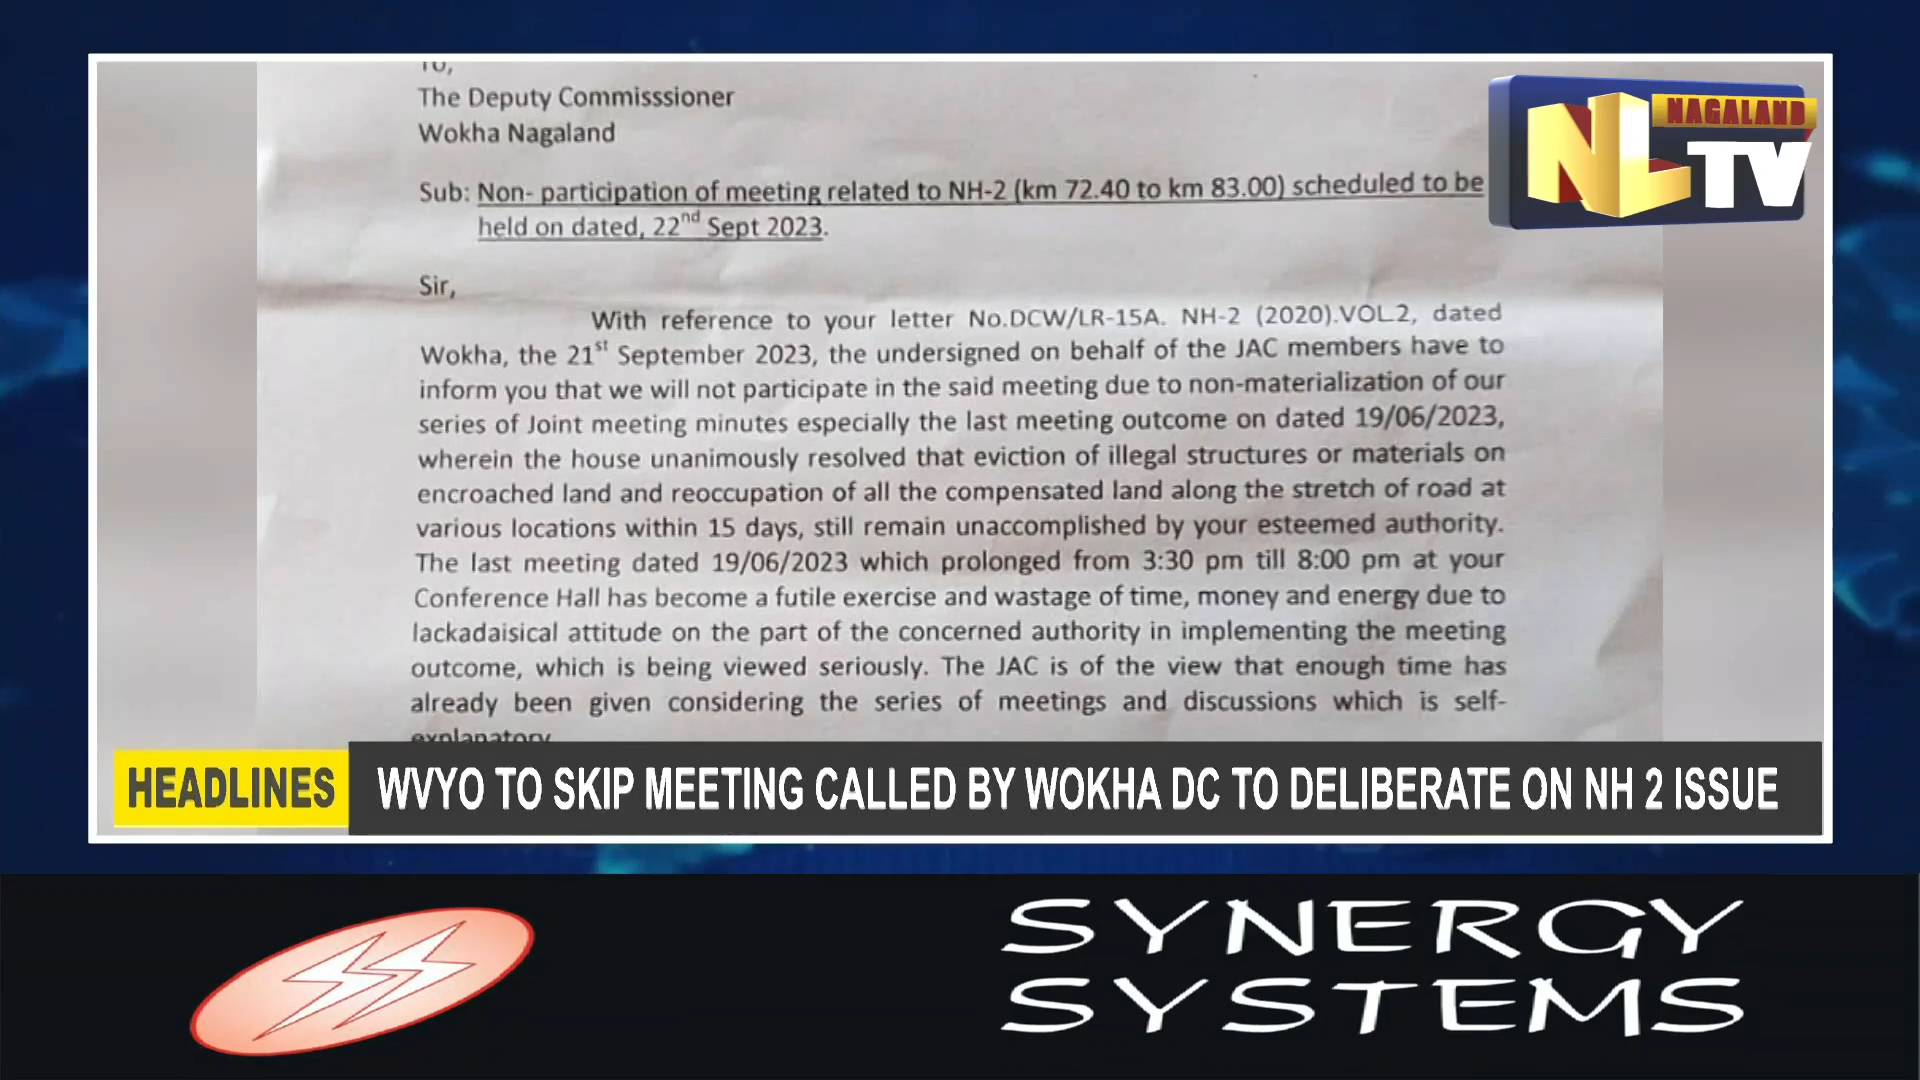 To,
The Deputy Commisssioner
Wokha Nagaland
Sub: Non- participation of meeting related to NH-2 (km 72.40 to km 83.00) scheduled to be
held on dated, 22nd Sept 2023.
Sir,
With reference to your letter No.DCW/LR-15A. NH-2 (2020).VOL.2, dated
Wokha, the 21st September 2023, the undersigned on behalf of the JAC members have to
inform you that we will not participate in the said meeting due to non-materialization of our
series of Joint meeting minutes especially the last meeting outcome on dated 19/06/2023,
wherein the house unanimously resolved that eviction of illegal structures or materials on
encroached land and reoccupation of all the compensated land along the stretch of road at
various locations within 15 days, still remain unaccomplished by your esteemed authority.
The last meeting dated 19/06/2023 which prolonged from 3:30 pm till 8:00 pm at your
Conference Hall has become a futile exercise and wastage of time, money and energy due to
lackadaisical attitude on the part of the concerned authority in implementing the meeting
outcome, which is being viewed seriously. The JAC is of the view that enough time has
already been given considering the series of meetings and discussions which is self-
explanatory
NAGALAND
NL TV
HEADLINES
WVYO TO SKIP MEETING CALLED BY WOKHA DC TO DELIBERATE ON NH 2 ISSUE
SYNERGY
SYSTEMS